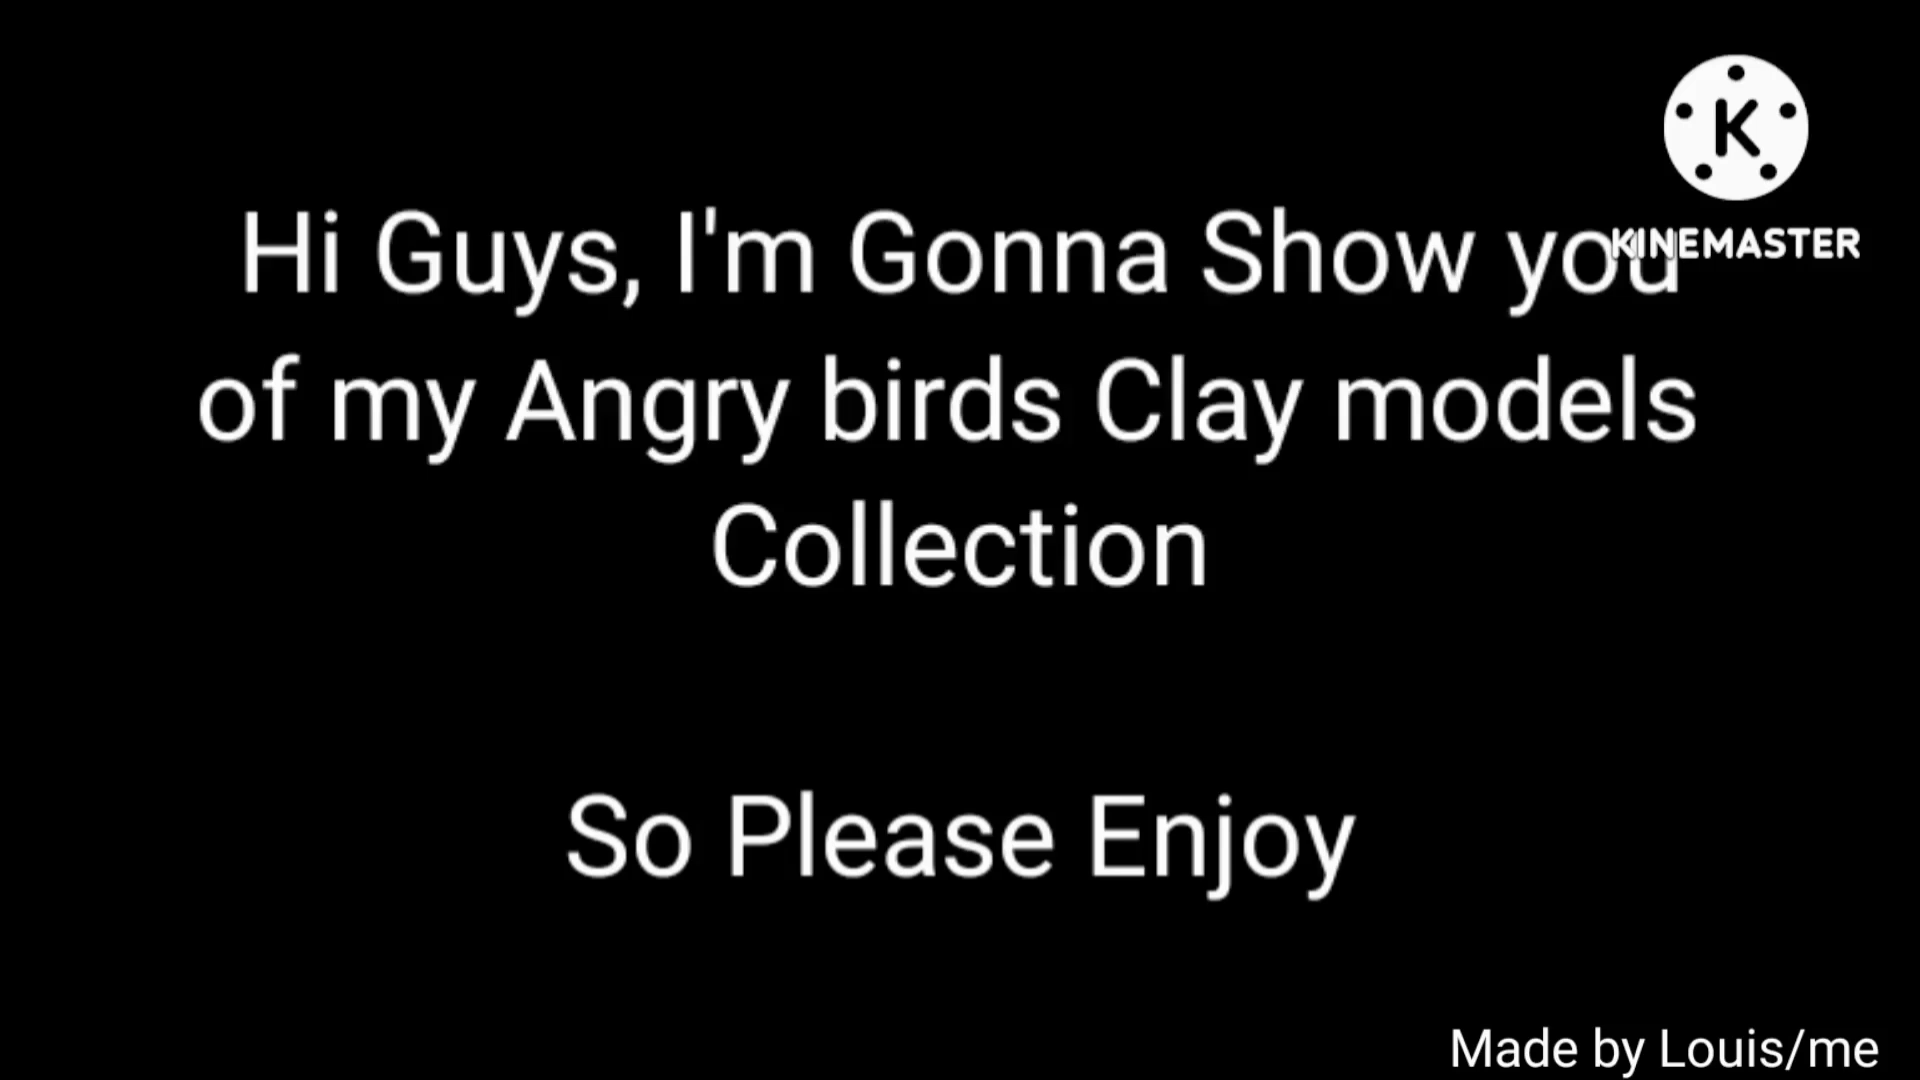 Hi Guys, I'm Gonna Show you
of my Angry birds Clay models
Collection
So Please Enjoy
K
KINEMASTER
Made by Louis/me